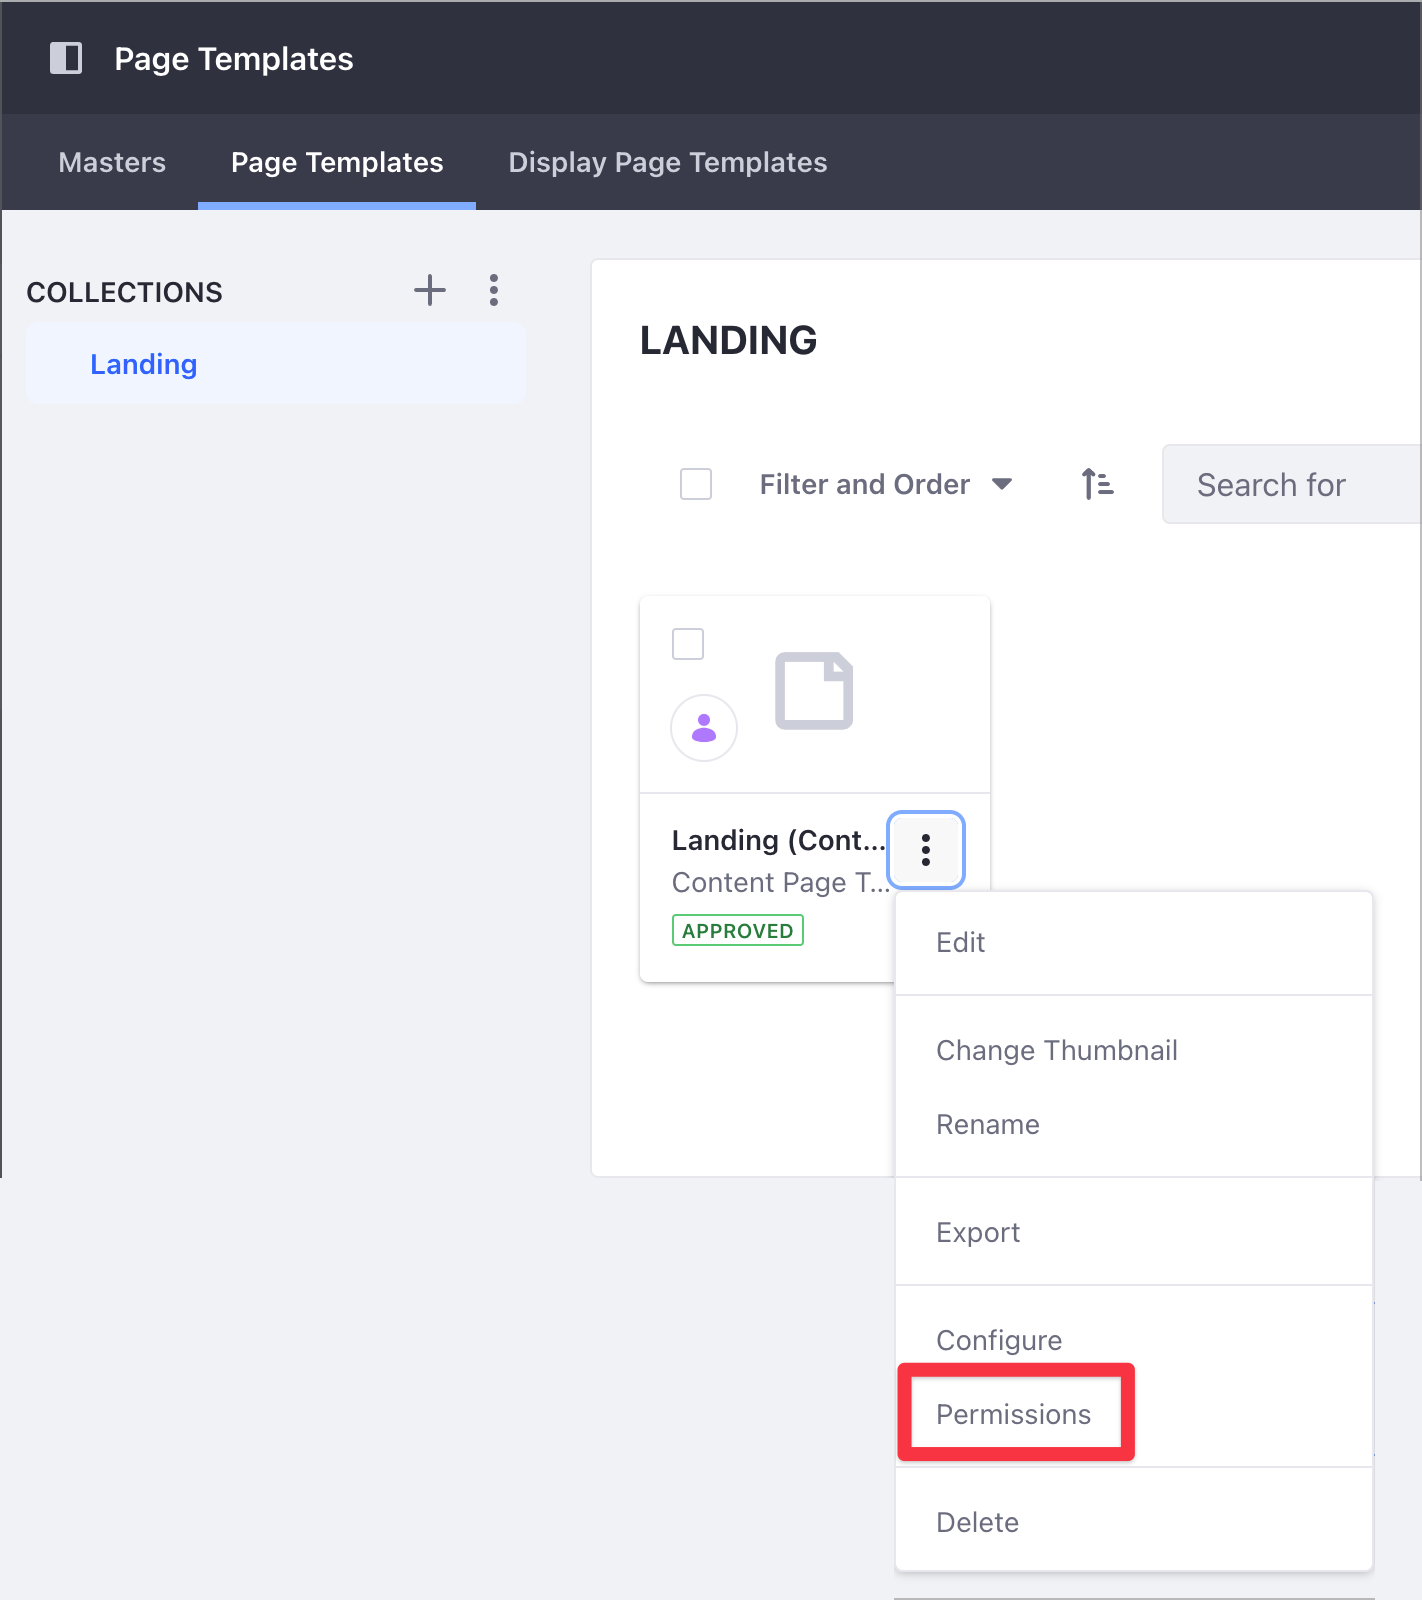 Page Templates
Masters
Page Templates
Display Page Templates
COLLECTIONS
Landing
LANDING
Filter and Order
Search for
Landing (Cont...
Content Page T...
APPROVED
Edit
Change Thumbnail
Rename
Export
Configure
Permissions
Delete